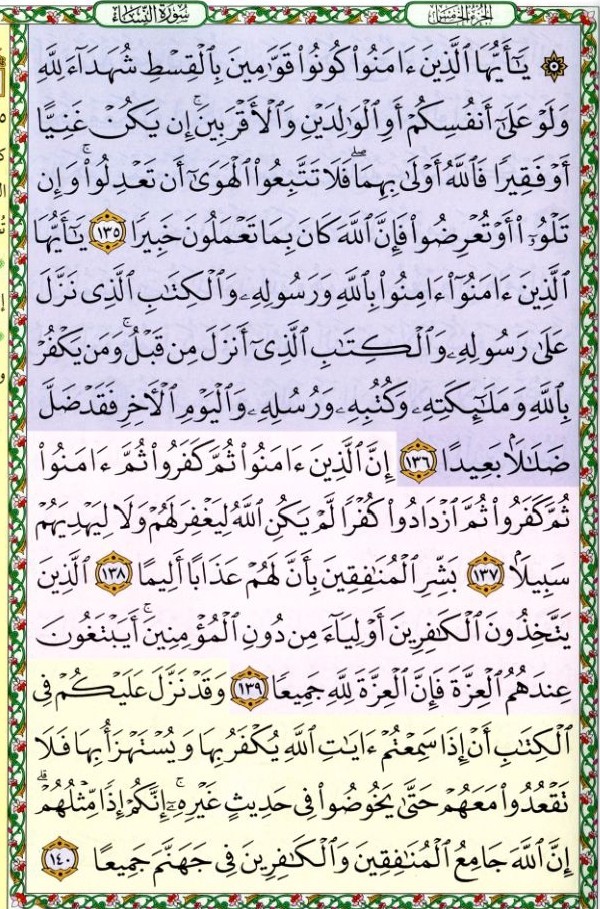 الجزء الخامس
سُورَةُ النِّسَاءِ
۞ يَٰٓأَيُّهَا ٱلَّذِينَ ءَامَنُواْ كُونُواْ قَوَّٰمِينَ بِٱلْقِسْطِ شُهَدَآءَ لِلَّهِ
وَلَوْ عَلَىٰٓ أَنفُسِكُمْ أَوِ ٱلْوَٰلِدَيْنِ وَٱلْأَقْرَبِينَۚ إِن يَكُنْ غَنِيًّا
أَوْ فَقِيرًا فَٱللَّهُ أَوْلَىٰ بِهِمَاۖ فَلَا تَتَّبِعُواْ ٱلْهَوَىٰٓ أَن تَعْدِلُواْۚ وَإِن
تَلْوُۥٓاْ أَوْ تُعْرِضُواْ فَإِنَّ ٱللَّهَ كَانَ بِمَا تَعْمَلُونَ خَبِيرًا ١٣٥ يَٰٓأَيُّهَا
ٱلَّذِينَ ءَامَنُوٓاْ ءَامِنُواْ بِٱللَّهِ وَرَسُولِهِۦ وَٱلْكِتَٰبِ ٱلَّذِى نَزَّلَ
عَلَىٰ رَسُولِهِۦ وَٱلْكِتَٰبِ ٱلَّذِىٓ أَنزَلَ مِن قَبْلُۚ وَمَن يَكْفُرْ
بِٱللَّهِ وَمَلَٰٓئِكَتِهِۦ وَكُتُبِهِۦ وَرُسُلِهِۦ وَٱلْيَوْمِ ٱلْأَخِرِ فَقَدْ ضَلَّ
ضَلَٰلًۢا بَعِيدًا ١٣٦ إِنَّ ٱلَّذِينَ ءَامَنُواْ ثُمَّ كَفَرُواْ ثُمَّ ءَامَنُواْ
ثُمَّ كَفَرُواْ ثُمَّ ٱزْدَادُواْ كُفْرًا لَّمْ يَكُنِ ٱللَّهُ لِيَغْفِرَ لَهُمْ وَلَا لِيَهْدِيَهُمْ
سَبِيلًۢا ١٣٧ بَشِّرِ ٱلْمُنَٰفِقِينَ بِأَنَّ لَهُمْ عَذَابًا أَلِيمًا ١٣٨ ٱلَّذِينَ
يَتَّخِذُونَ ٱلْكَٰفِرِينَ أَوْلِيَآءَ مِن دُونِ ٱلْمُؤْمِنِينَۚ أَيَبْتَغُونَ
عِندَهُمُ ٱلْعِزَّةَ فَإِنَّ ٱلْعِزَّةَ لِلَّهِ جَمِيعًا ١٣٩ وَقَدْ نَزَّلَ عَلَيْكُمْ فِى
ٱلْكِتَٰبِ أَنْ إِذَا سَمِعْتُمْ ءَايَٰتِ ٱللَّهِ يُكْفَرُ بِهَا وَيُسْتَهْزَأُ بِهَا فَلَا
تَقْعُدُواْ مَعَهُمْ حَتَّىٰ يَخُوضُواْ فِى حَدِيثٍ غَيْرِهِۦٓۚ إِنَّكُمْ إِذًا مِّثْلُهُمْۗ
إِنَّ ٱللَّهَ جَامِعُ ٱلْمُنَٰفِقِينَ وَٱلْكَٰفِرِينَ فِى جَهَنَّمَ جَمِيعًا ١٤٠